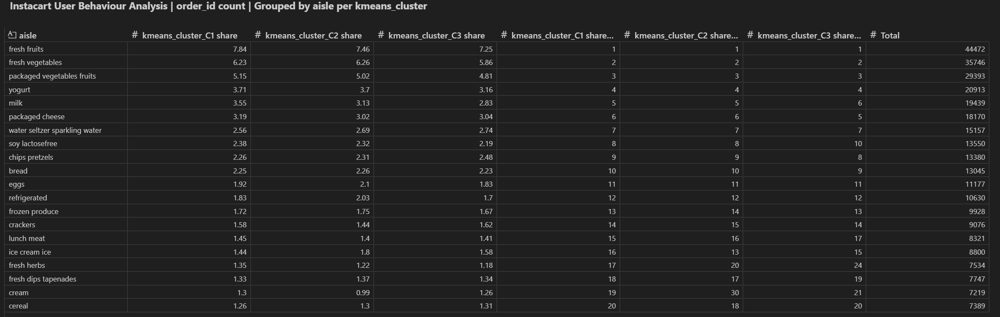 Instacart User Behaviour Analysis | order_id count | Grouped by aisle per kmeans_cluster
aisle # kmeans_cluster_C1 share # kmeans_cluster_C2 share # kmeans_cluster_C3 share # kmeans_cluster_C1 share... # kmeans_cluster_C2 share... # kmeans_cluster_C3 share... # Total
fresh fruits 7.84 7.46 7.25 1 1 1 44472
fresh vegetables 6.23 6.26 5.86 2 2 2 35746
packaged vegetables fruits 5.15 5.02 4.81 3 3 3 29393
yogurt 3.71 3.7 3.16 4 4 4 20913
milk 3.55 3.13 2.83 5 5 6 19439
packaged cheese 3.19 3.02 3.04 6 6 5 18170
water seltzer sparkling water 2.56 2.69 2.74 7 7 7 15157
soy lactosefree 2.38 2.32 2.19 8 8 10 13550
chips pretzels 2.26 2.31 2.48 9 9 8 13380
bread 2.25 2.26 2.23 10 10 9 13045
eggs 1.92 2.1 1.83 11 11 11 11177
refrigerated 1.83 2.03 1.7 12 12 12 10630
frozen produce 1.72 1.75 1.67 13 14 13 9928
crackers 1.58 1.44 1.62 14 15 14 9076
lunch meat 1.45 1.4 1.41 15 16 17 8321
ice cream ice 1.44 1.8 1.58 16 13 15 8800
fresh herbs 1.35 1.22 1.18 17 20 24 7534
fresh dips tapenades 1.33 1.37 1.34 18 17 19 7747
cream 1.3 0.99 1.26 19 30 21 7219
cereal 1.26 1.3 1.31 20 18 20 7389